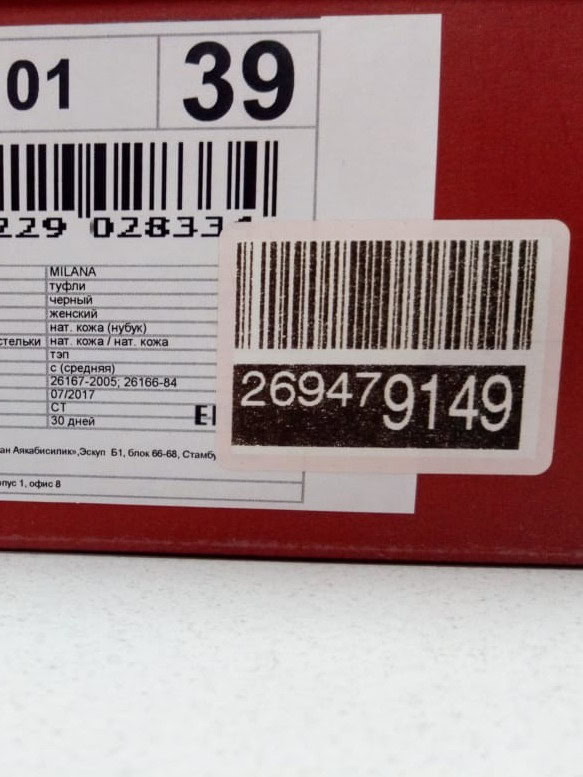 01
39
229 02833
MILANA
туфли
черный
женский
нат. кожа (нубук)
стельки нат. кожа / нат. кожа
тэп
с (средняя)
26167-2005; 26166-84
07/2017
СТ
30 дней
ан Аякабисилик»,Эскуп Б1, блок 66-68, Стамбу
рпус 1, офис 8
2694479149